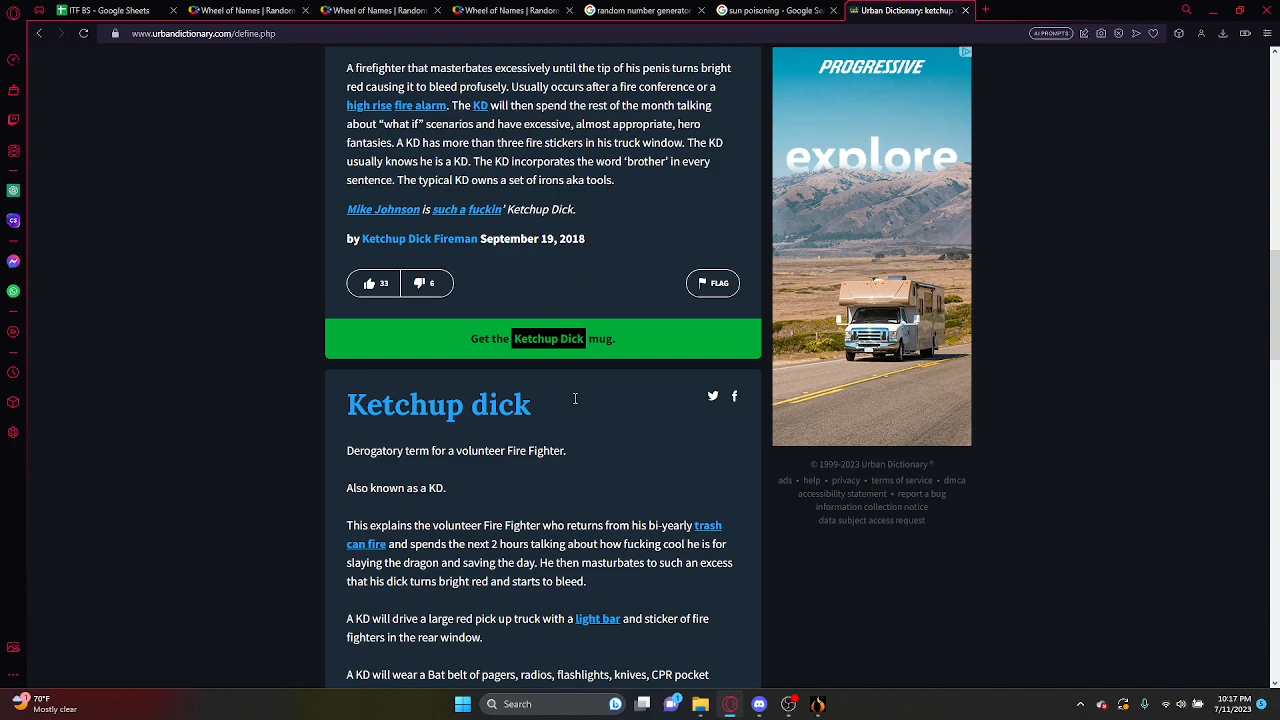 ITF BS - Google Sheets
Wheel of Names | Random
Wheel of Names | Random
Wheel of Names | Random
random number generator
sun poisoning - Google Sea
Urban Dictionary: ketchup
www.urbandictionary.com/define.php
AI PROMPTS
A firefighter that masterbates excessively until the tip of his penis turns bright
red causing it to bleed profusely. Usually occurs after a fire conference or a
high rise fire alarm. The KD will then spend the rest of the month talking
about “what if” scenarios and have excessive, almost appropriate, hero
fantasies. A KD has more than three fire stickers in his truck window. The KD
usually knows he is a KD. The KD incorporates the word ‘brother’ in every
sentence. The typical KD owns a set of irons aka tools.
Mike Johnson is such a fuckin’ Ketchup Dick.
by Ketchup Dick Fireman September 19, 2018
33
6
FLAG
Get the Ketchup Dick mug.
Ketchup dick
Derogatory term for a volunteer Fire Fighter.
Also known as a KD.
This explains the volunteer Fire Fighter who returns from his bi-yearly trash
can fire and spends the next 2 hours talking about how fucking cool he is for
slaying the dragon and saving the day. He then masturbates to such an excess
that his dick turns bright red and starts to bleed.
A KD will drive a large red pick up truck with a light bar and sticker of fire
fighters in the rear window.
A KD will wear a Bat belt of pagers, radios, flashlights, knives, CPR pocket
PROGRESSIVE
explore
© 1999-2023 Urban Dictionary ®
ads • help • privacy • terms of service • dmca
accessibility statement • report a bug
information collection notice
data subject access request
1
70°F
Mostly clear
Search
1
10:17 PM
7/13/2023
5